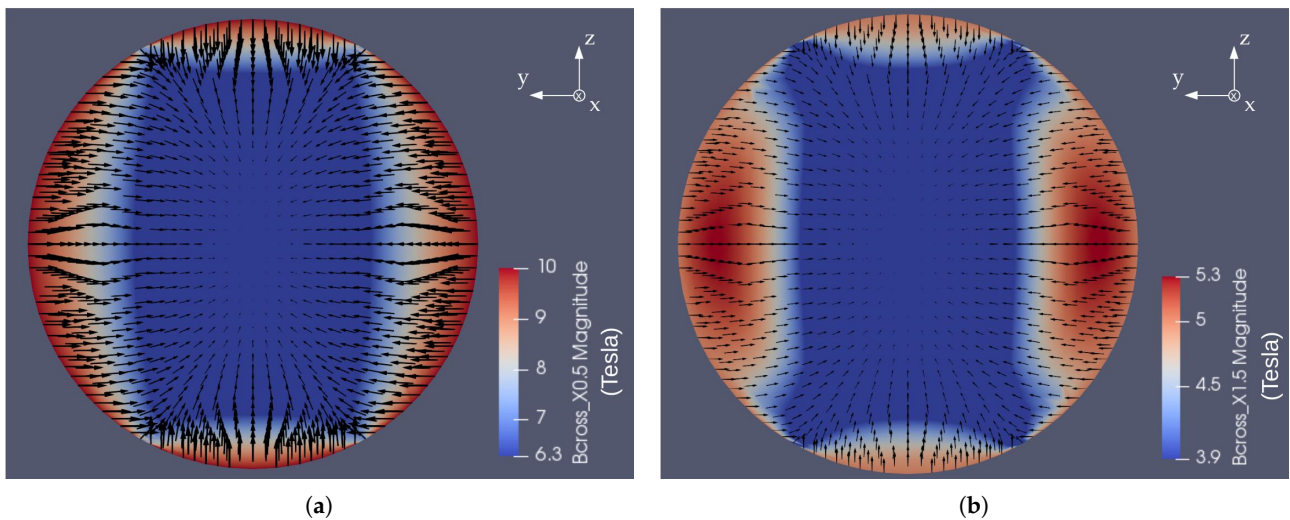 z
y
x
10
9
8
7
6.3
Bcross_X0.5 Magnitude
(Tesla)
(a)
z
y
x
5.3
5
4.5
3.9
Bcross_X1.5 Magnitude
(Tesla)
(b)